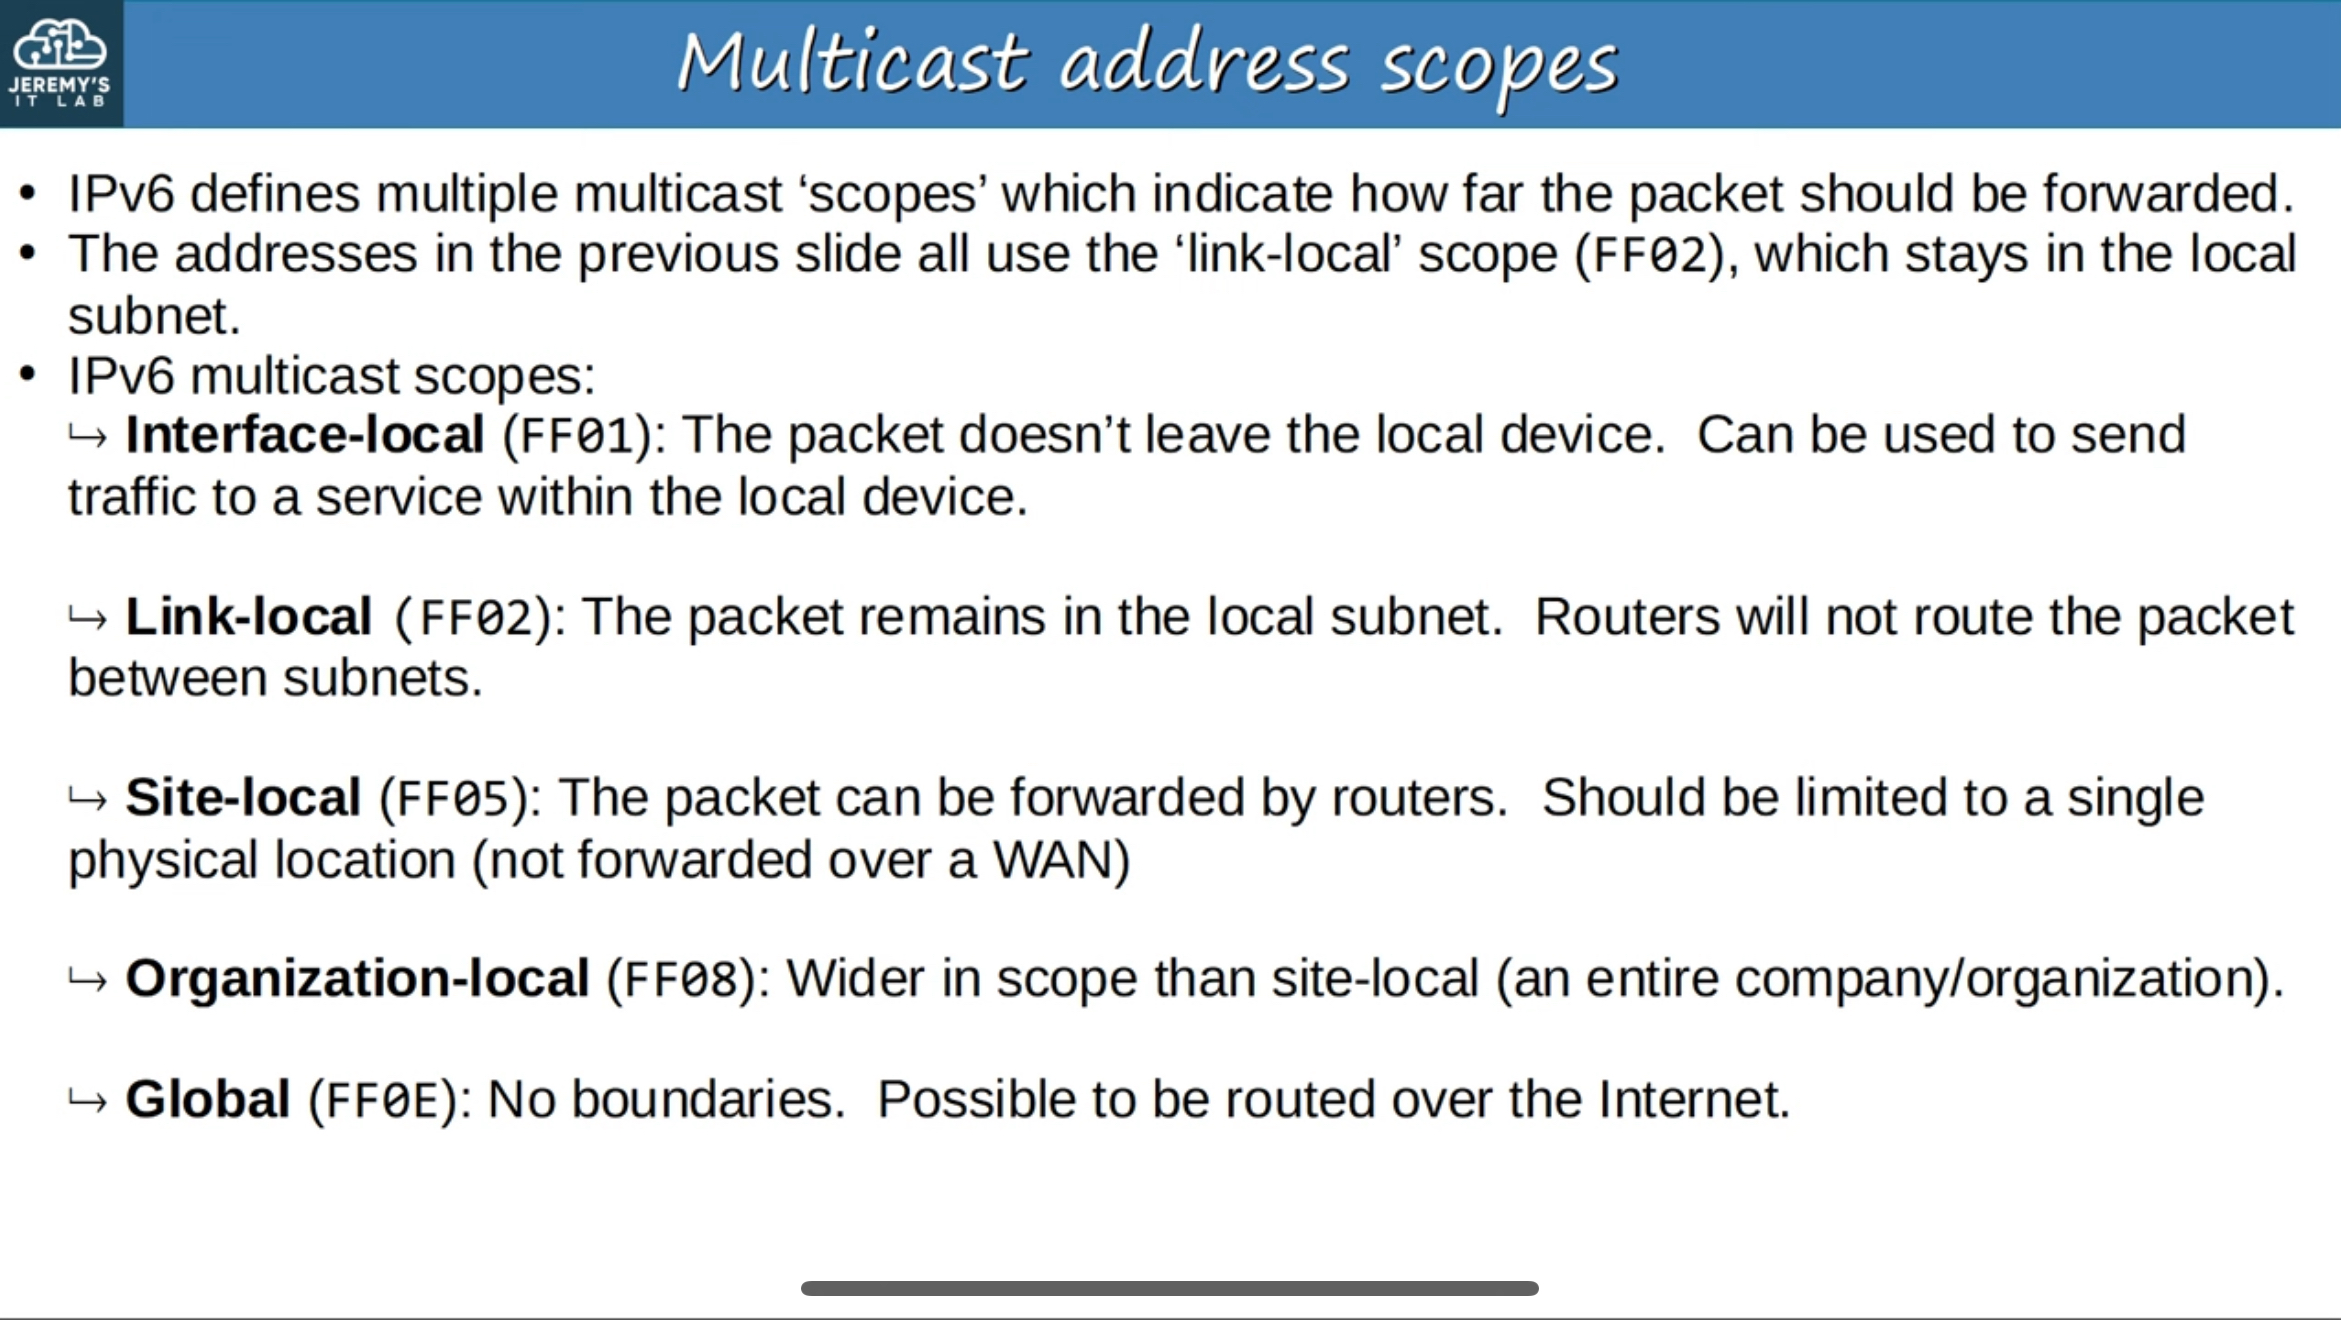 JEREMY'S
IT LAB
Multicast address scopes
• IPv6 defines multiple multicast ‘scopes’ which indicate how far the packet should be forwarded.
• The addresses in the previous slide all use the ‘link-local’ scope (FF02), which stays in the local
subnet.
• IPv6 multicast scopes:
↪ Interface-local (FF01): The packet doesn’t leave the local device.  Can be used to send
traffic to a service within the local device.
↪ Link-local (FF02): The packet remains in the local subnet.  Routers will not route the packet
between subnets.
↪ Site-local (FF05): The packet can be forwarded by routers.  Should be limited to a single
physical location (not forwarded over a WAN)
↪ Organization-local (FF08): Wider in scope than site-local (an entire company/organization).
↪ Global (FF0E): No boundaries.  Possible to be routed over the Internet.